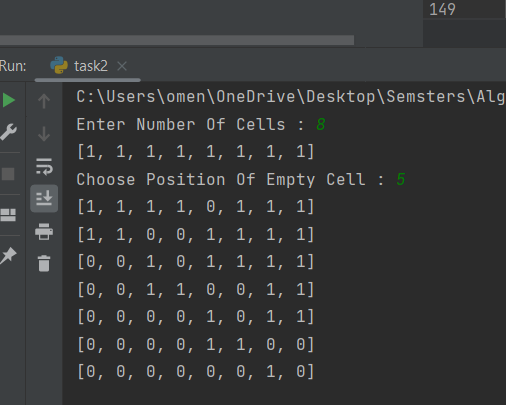 149
Run: task2
C:\Users\omen\OneDrive\Desktop\Semsters\Alg
Enter Number Of Cells : 8
[1, 1, 1, 1, 1, 1, 1, 1]
Choose Position Of Empty Cell : 5
[1, 1, 1, 1, 0, 1, 1, 1]
[1, 1, 0, 0, 1, 1, 1, 1]
[0, 0, 1, 0, 1, 1, 1, 1]
[0, 0, 1, 1, 0, 0, 1, 1]
[0, 0, 0, 0, 1, 0, 1, 1]
[0, 0, 0, 0, 1, 1, 0, 0]
[0, 0, 0, 0, 0, 0, 1, 0]